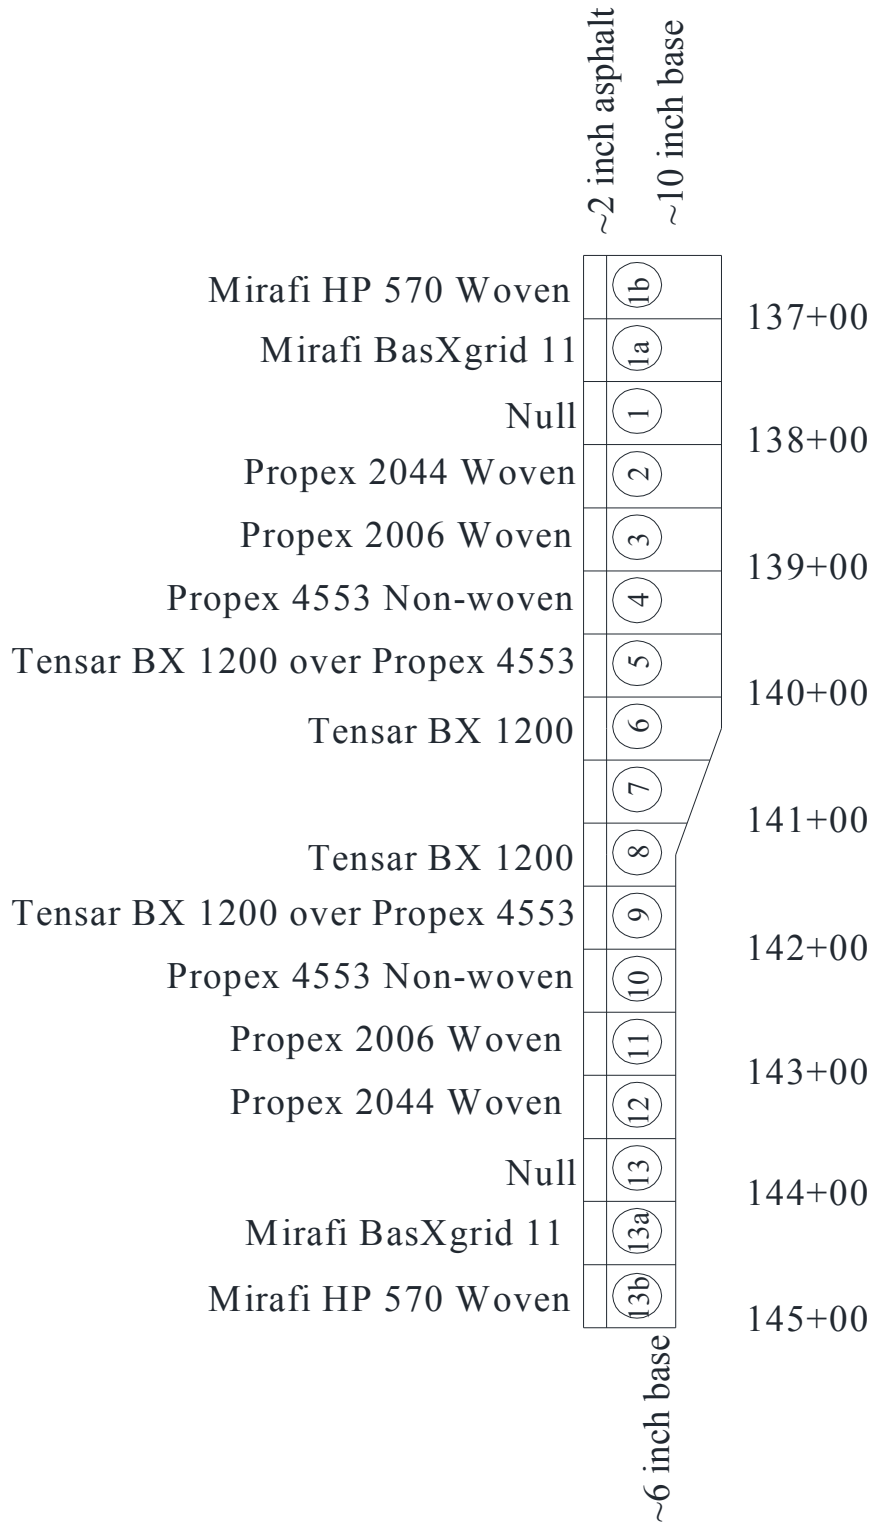 ~2 inch asphalt
~10 inch base
Mirafi HP 570 Woven
1b
137+00
Mirafi BasXgrid 11
1a
Null
1
138+00
Propex 2044 Woven
2
Propex 2006 Woven
3
139+00
Propex 4553 Non-woven
4
Tensar BX 1200 over Propex 4553
5
140+00
Tensar BX 1200
6
7
141+00
Tensar BX 1200
8
Tensar BX 1200 over Propex 4553
9
142+00
Propex 4553 Non-woven
10
Propex 2006 Woven
11
143+00
Propex 2044 Woven
12
Null
13
144+00
Mirafi BasXgrid 11
13a
Mirafi HP 570 Woven
13b
145+00
~6 inch base